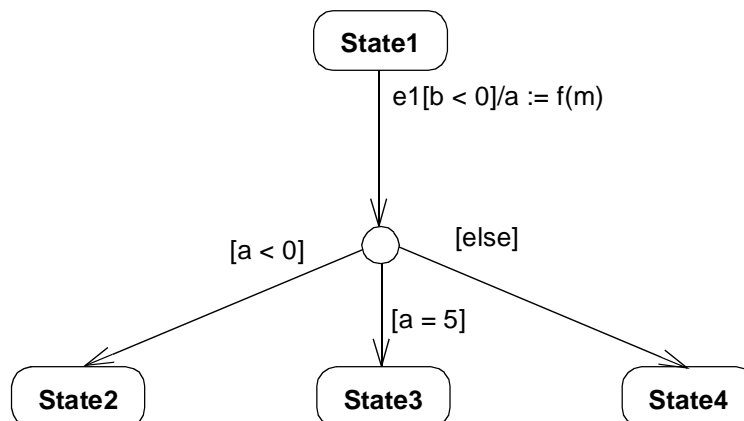 State1
e1[b < 0]/a := f(m)
[a < 0]
[else]
[a = 5]
State2
State3
State4